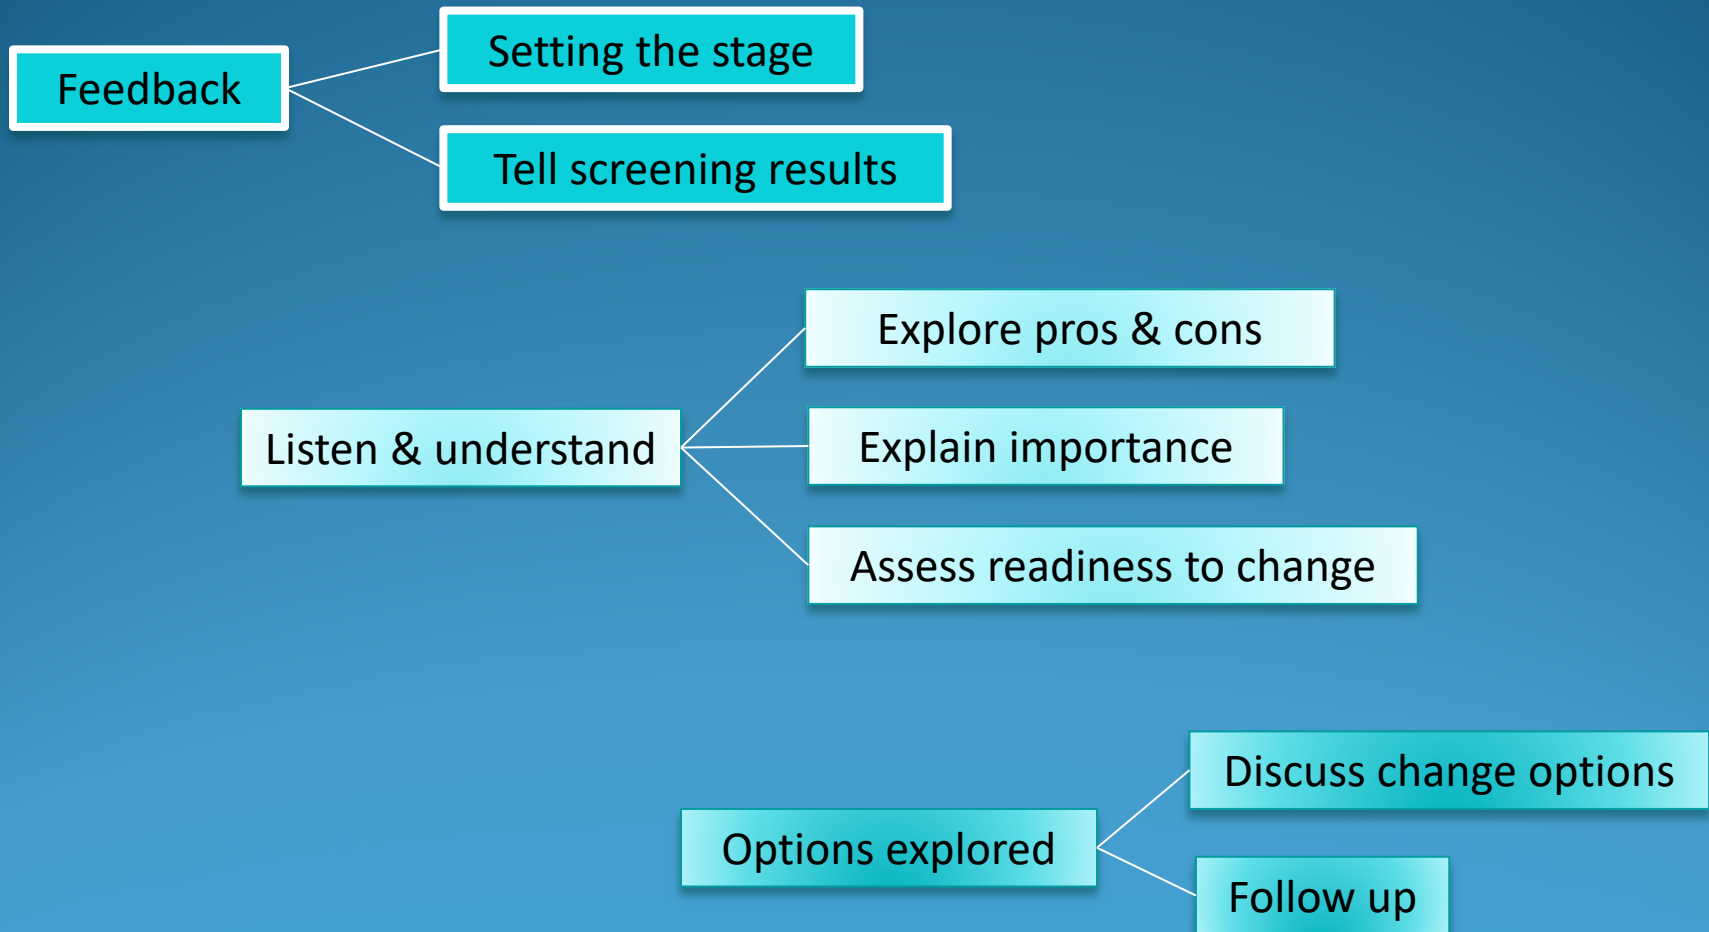 Feedback
Setting the stage
Tell screening results
Listen & understand
Explore pros & cons
Explain importance
Assess readiness to change
Options explored
Discuss change options
Follow up